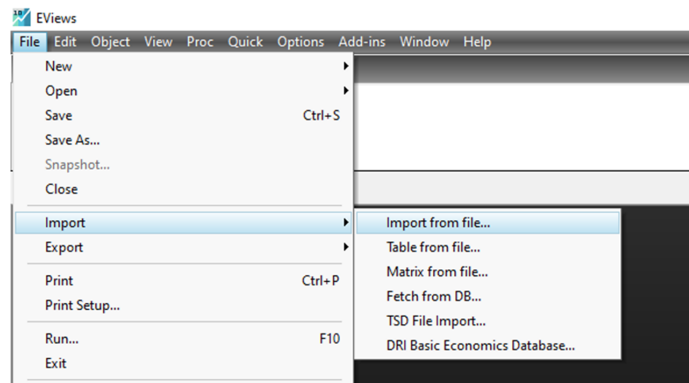 10
EViews
File Edit Object View Proc Quick Options Add-ins Window Help
New
Open
Save Ctrl+S
Save As...
Snapshot...
Close
Import Import from file...
Export Table from file...
Matrix from file...
Print Ctrl+P Fetch from DB...
Print Setup... TSD File Import...
Run... F10 DRI Basic Economics Database...
Exit